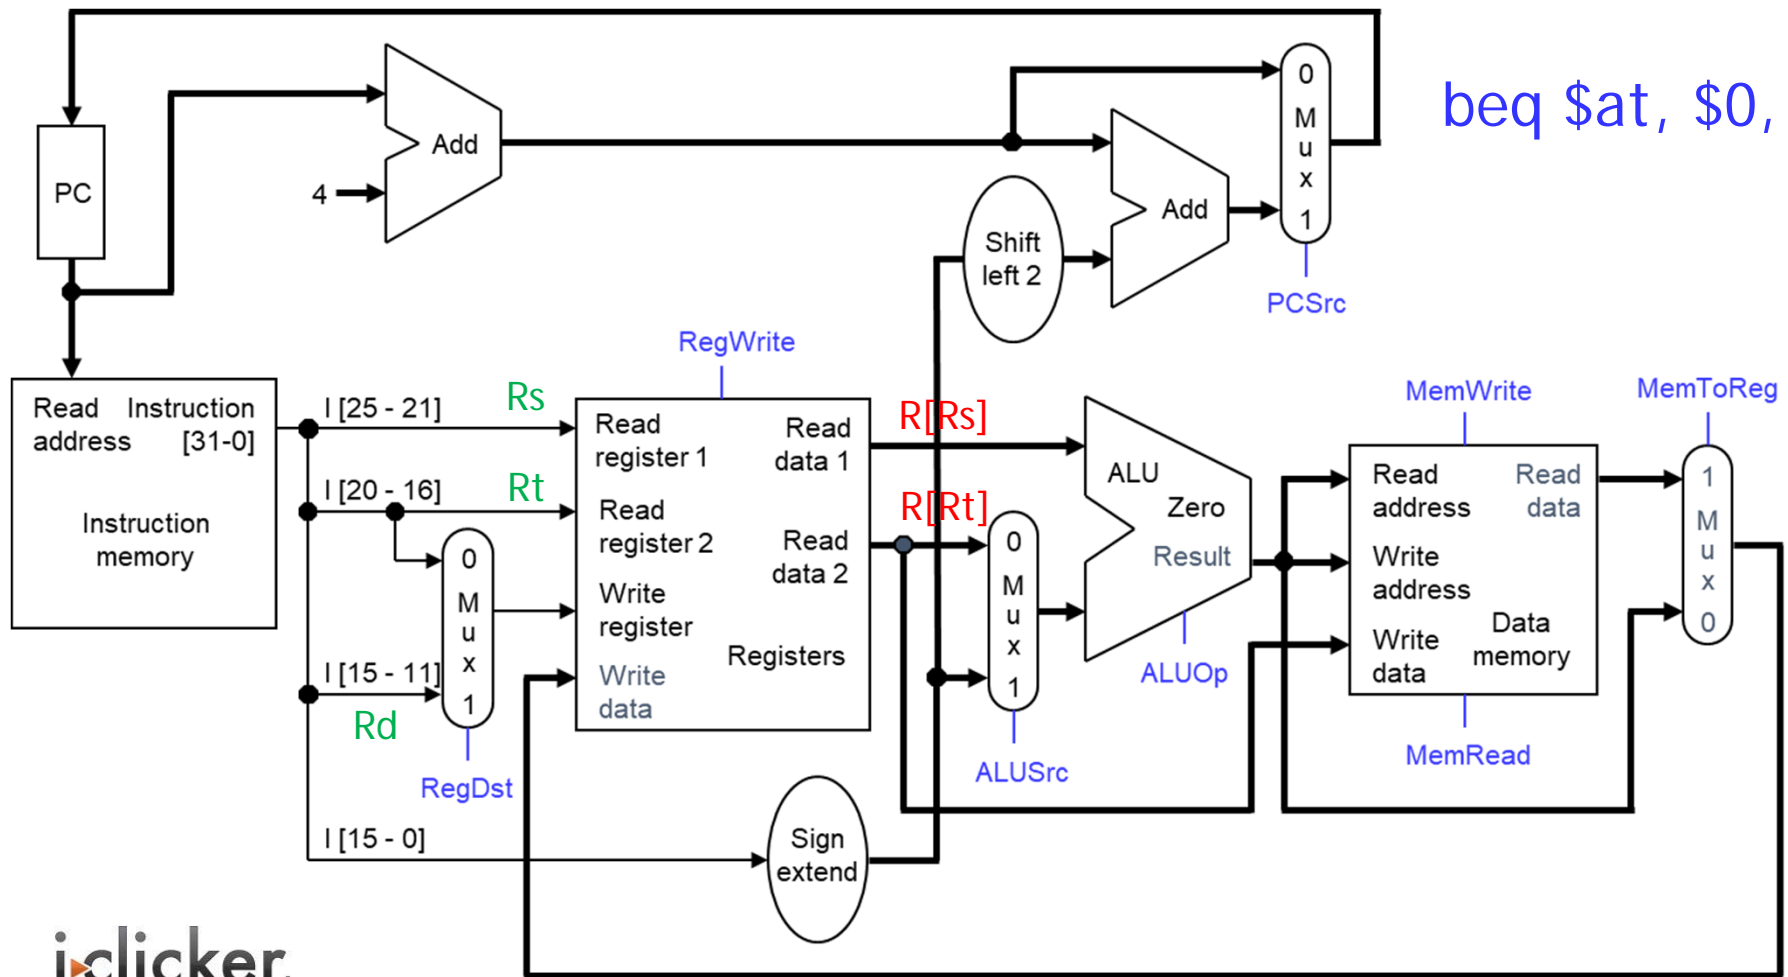 beq $at, $0,
0
M
u
x
1
PCSrc
Add
4
PC
Add
Shift
left 2
RegWrite
Read
address
Instruction
[31-0]
Instruction
memory
I [25 - 21]
Rs
I [20 - 16]
Rt
I [15 - 11]
Rd
I [15 - 0]
0
M
u
x
1
RegDst
Read
register 1
Read
register 2
Write
register
Write
data
Read
data 1
Read
data 2
Registers
R[Rs]
R[Rt]
0
M
u
x
1
ALUSrc
Sign
extend
ALU
Zero
Result
ALUOp
MemWrite
Read
address
Write
address
Write
data
Read
data
Data
memory
MemRead
MemToReg
1
M
u
x
0
i clicker.